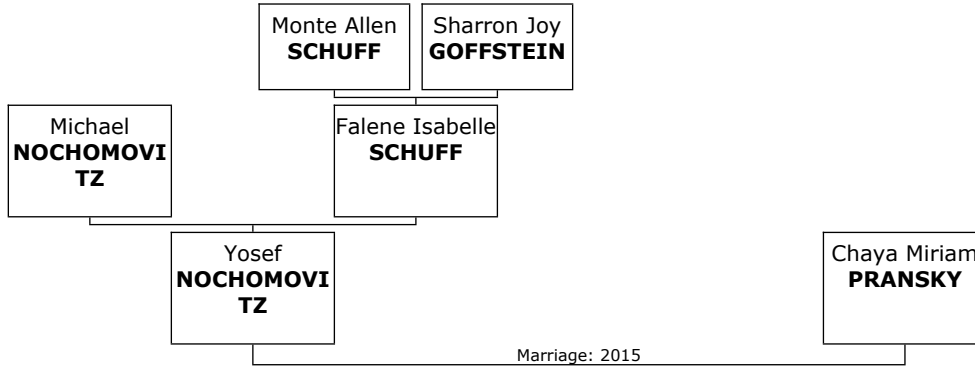 Monte Allen
SCHUFF
Sharron Joy
GOFFSTEIN
Michael
NOCHOMOVI
TZ
Falene Isabelle
SCHUFF
Yosef
NOCHOMOVI
TZ
Chaya Miriam
PRANSKY
Marriage: 2015